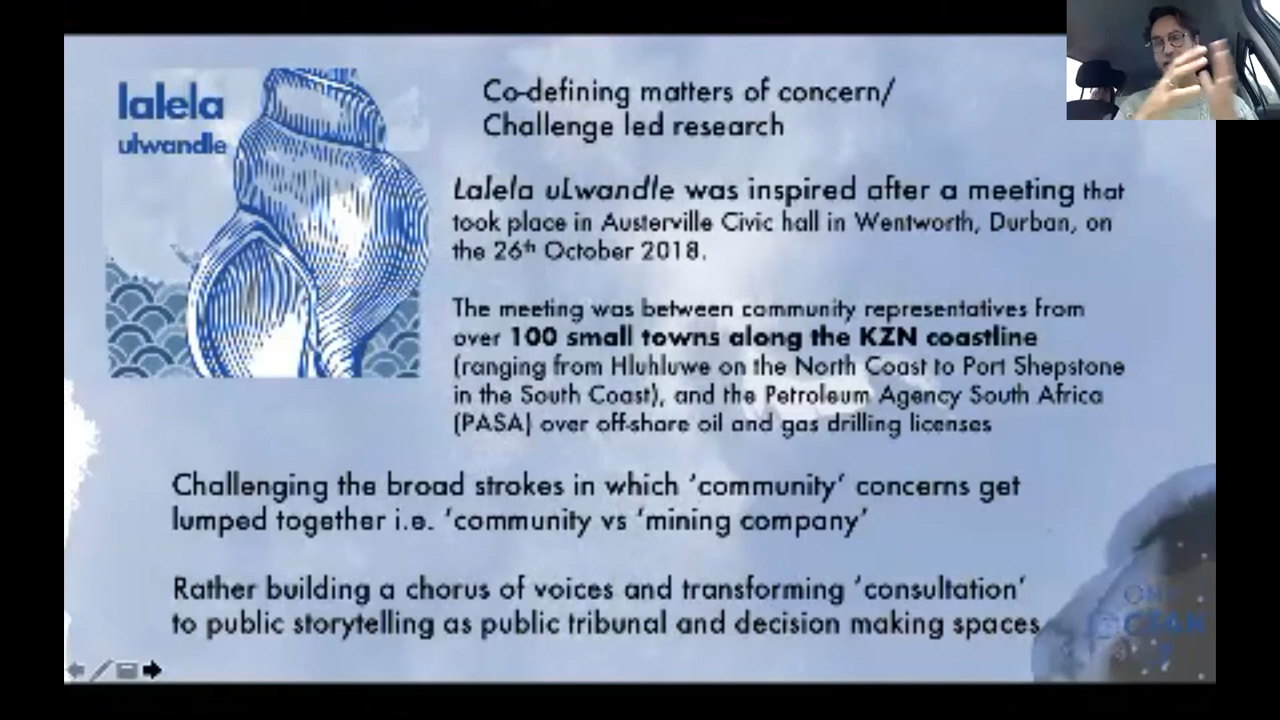 lalela
ulwandle
Co-defining matters of concern/
Challenge led research
Lalela uLwandle was inspired after a meeting that
took place in Austerville Civic hall in Wentworth, Durban, on
the 26th October 2018.
The meeting was between community representatives from
over 100 small towns along the KZN coastline
(ranging from Hluhluwe on the North Coast to Port Shepstone
in the South Coast), and the Petroleum Agency South Africa
(PASA) over off-shore oil and gas drilling licenses
Challenging the broad strokes in which ‘community’ concerns get
lumped together i.e. ‘community vs ‘mining company’
Rather building a chorus of voices and transforming ‘consultation’
to public storytelling as public tribunal and decision making spaces